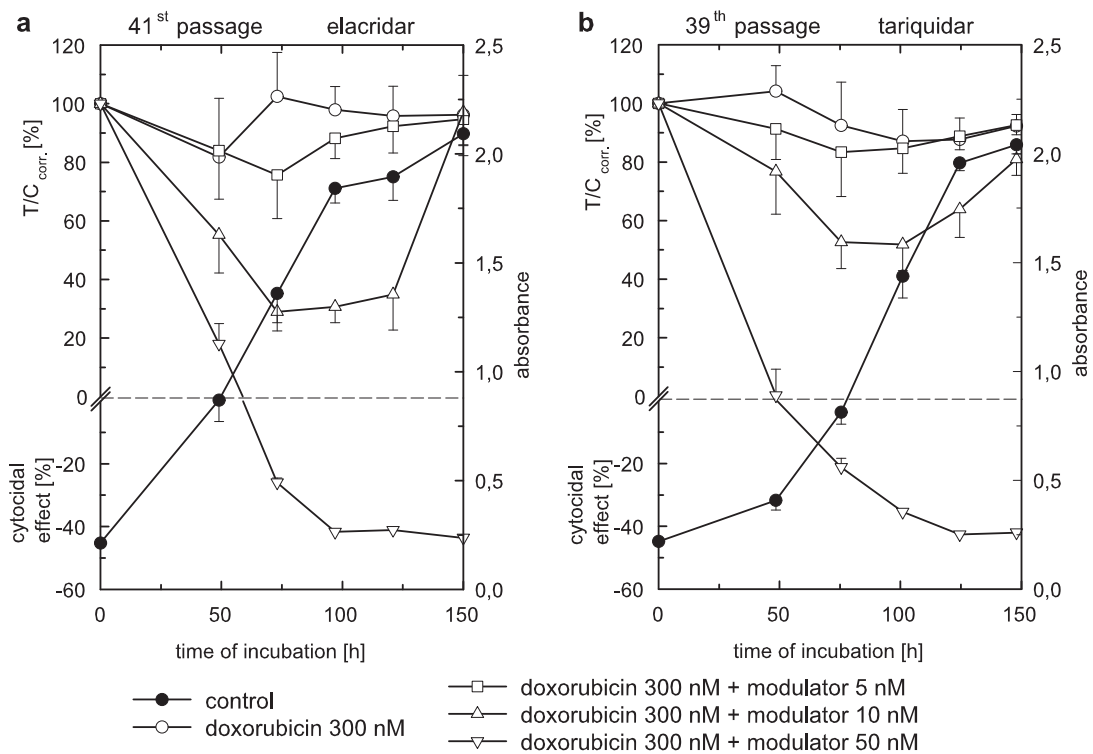 a
41st passage
elacridar
120
100
80
60
40
20
0
-20
-40
-60
T/C corr. [%]
cytocidal
effect [%]
2,5
2,0
1,5
1,0
0,5
0,0
absorbance
0
50
100
150
time of incubation [h]
b
39th passage
tariquidar
120
100
80
60
40
20
0
-20
-40
-60
T/C corr. [%]
cytocidal
effect [%]
2,5
2,0
1,5
1,0
0,5
0,0
absorbance
0
50
100
150
time of incubation [h]
control
doxorubicin 300 nM
doxorubicin 300 nM + modulator 5 nM
doxorubicin 300 nM + modulator 10 nM
doxorubicin 300 nM + modulator 50 nM